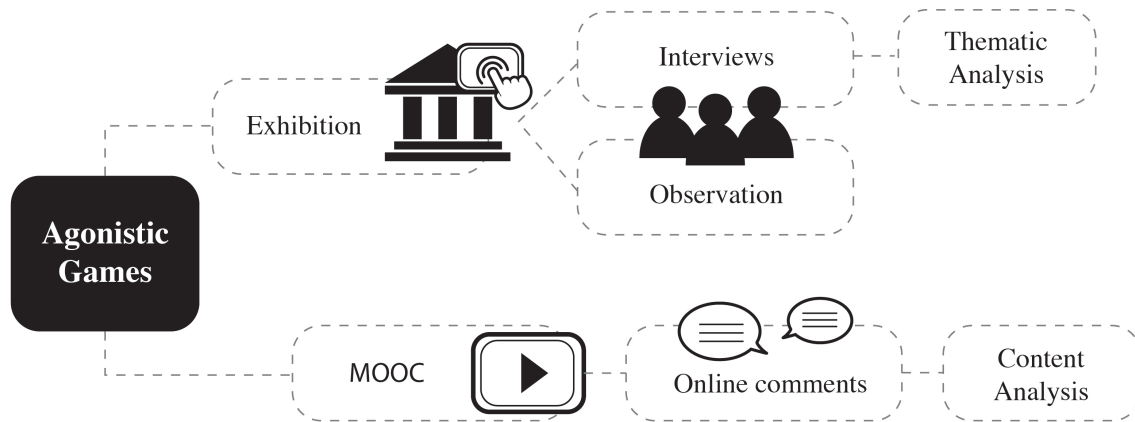 Agonistic
Games
Exhibition
Interviews
Observation
Thematic
Analysis
MOOC
Online comments
Content
Analysis